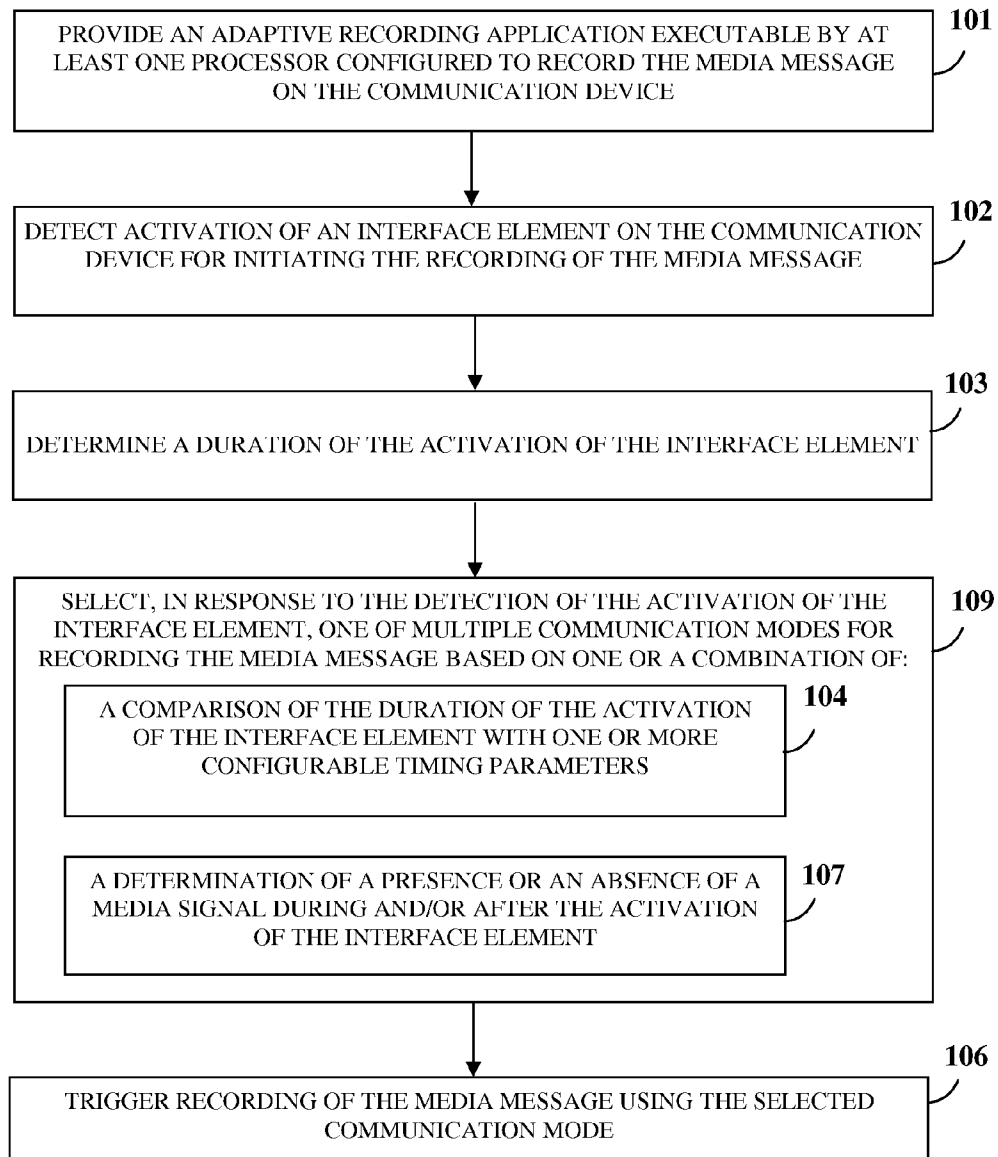 101
PROVIDE AN ADAPTIVE RECORDING APPLICATION EXECUTABLE BY AT
LEAST ONE PROCESSOR CONFIGURED TO RECORD THE MEDIA MESSAGE
ON THE COMMUNICATION DEVICE
102
DETECT ACTIVATION OF AN INTERFACE ELEMENT ON THE COMMUNICATION
DEVICE FOR INITIATING THE RECORDING OF THE MEDIA MESSAGE
103
DETERMINE A DURATION OF THE ACTIVATION OF THE INTERFACE ELEMENT
109
SELECT, IN RESPONSE TO THE DETECTION OF THE ACTIVATION OF THE
INTERFACE ELEMENT, ONE OF MULTIPLE COMMUNICATION MODES FOR
RECORDING THE MEDIA MESSAGE BASED ON ONE OR A COMBINATION OF:
104
A COMPARISON OF THE DURATION OF THE ACTIVATION
OF THE INTERFACE ELEMENT WITH ONE OR MORE
CONFIGURABLE TIMING PARAMETERS
107
A DETERMINATION OF A PRESENCE OR AN ABSENCE OF A
MEDIA SIGNAL DURING AND/OR AFTER THE ACTIVATION
OF THE INTERFACE ELEMENT
106
TRIGGER RECORDING OF THE MEDIA MESSAGE USING THE SELECTED
COMMUNICATION MODE